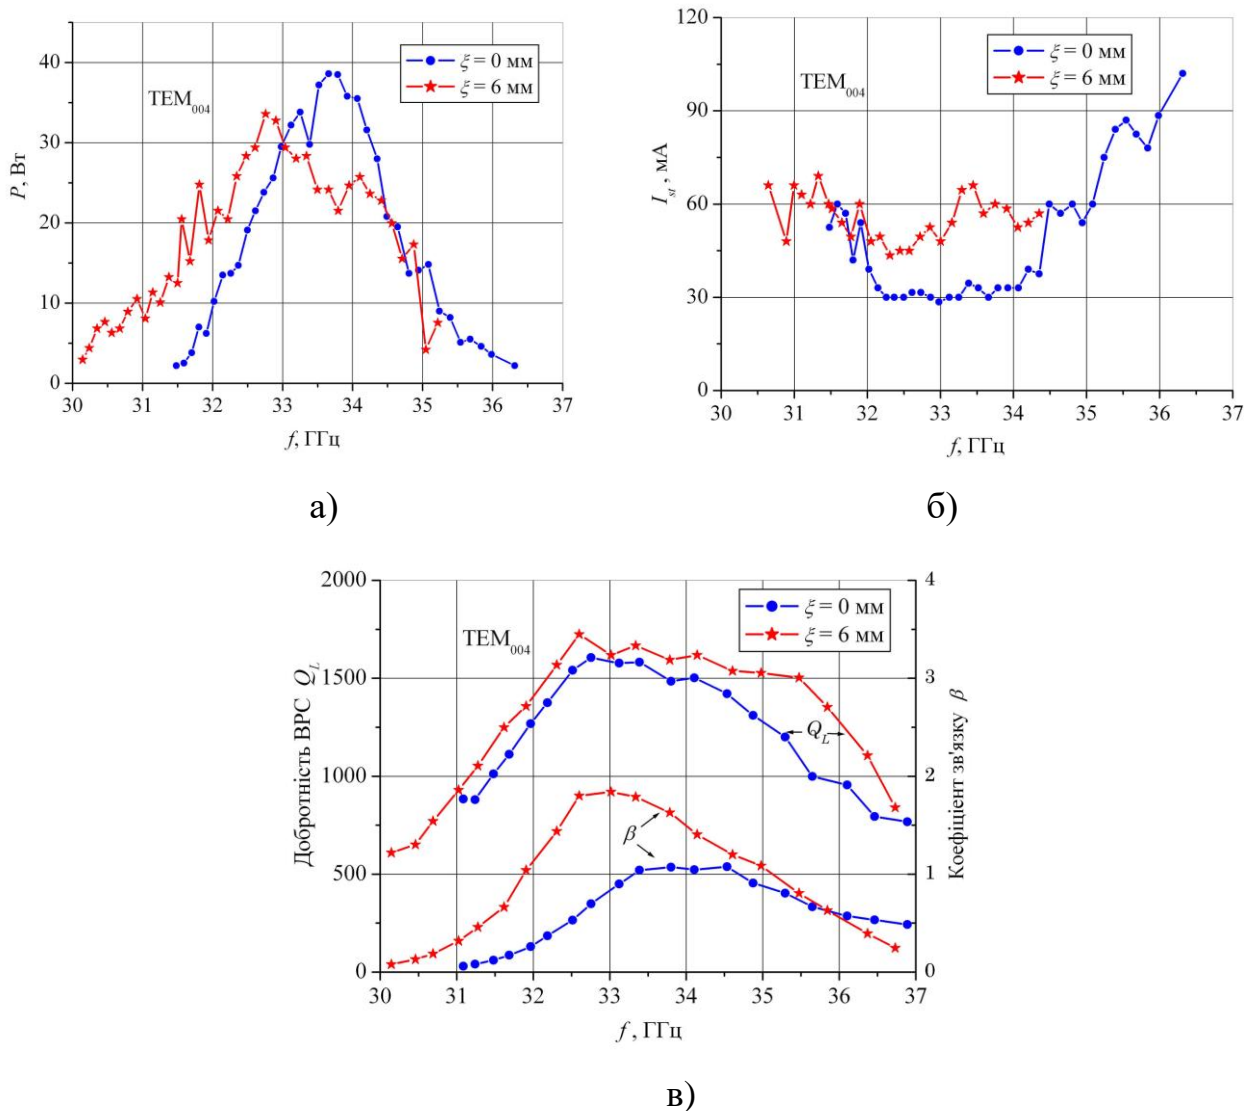 40
30
20
10
0
P, Вт
TEM004
ξ = 0 мм
ξ = 6 мм
30 31 32 33 34 35 36 37
f, ГГц
а)
120
90
60
30
0
I st , мА
TEM004
ξ = 0 мм
ξ = 6 мм
30 31 32 33 34 35 36 37
f, ГГц
б)
2000
1500
1000
500
0
Добротність ВРС QL
TEM004
ξ = 0 мм
ξ = 6 мм
QL
β
4
3
2
1
0
Коефіцієнт зв'язку β
30 31 32 33 34 35 36 37
f , ГГц
в)